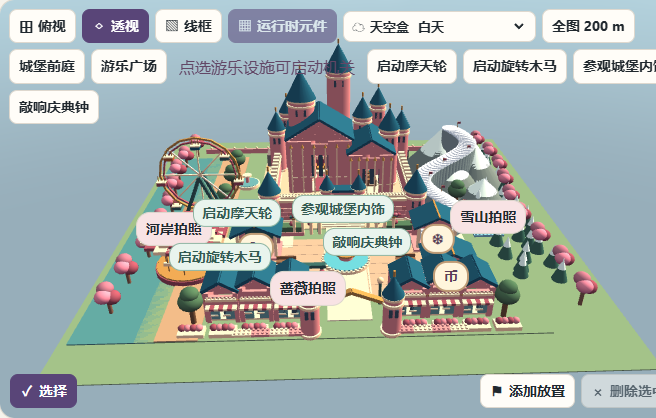 俯视 透视 线框 运行时元件 天空盒 白天 全图 200 m
城堡前庭 游乐广场 点选游乐设施可启动机关 启动摩天轮 启动旋转木马 参观城堡内饰
敲响庆典钟
启动摩天轮 参观城堡内饰 雪山拍照
河岸拍照 敲响庆典钟
启动旋转木马
币
蔷薇拍照
✓ 选择 添加放置 × 删除选中